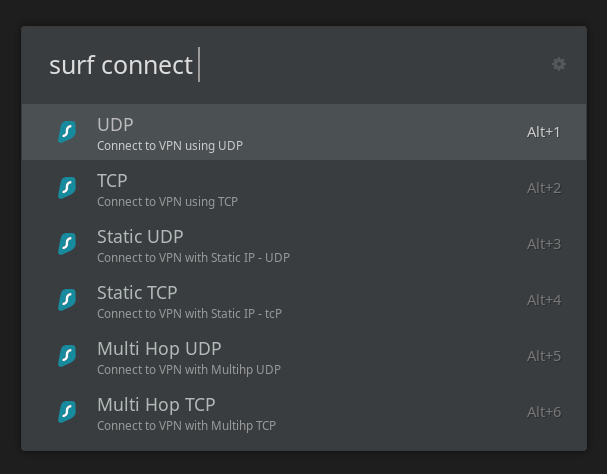 surf connect
UDP
Connect to VPN using UDP
Alt+1
TCP
Connect to VPN using TCP
Alt+2
Static UDP
Connect to VPN with Static IP - UDP
Alt+3
Static TCP
Connect to VPN with Static IP - tcP
Alt+4
Multi Hop UDP
Connect to VPN with Multihp UDP
Alt+5
Multi Hop TCP
Connect to VPN with Multihp TCP
Alt+6